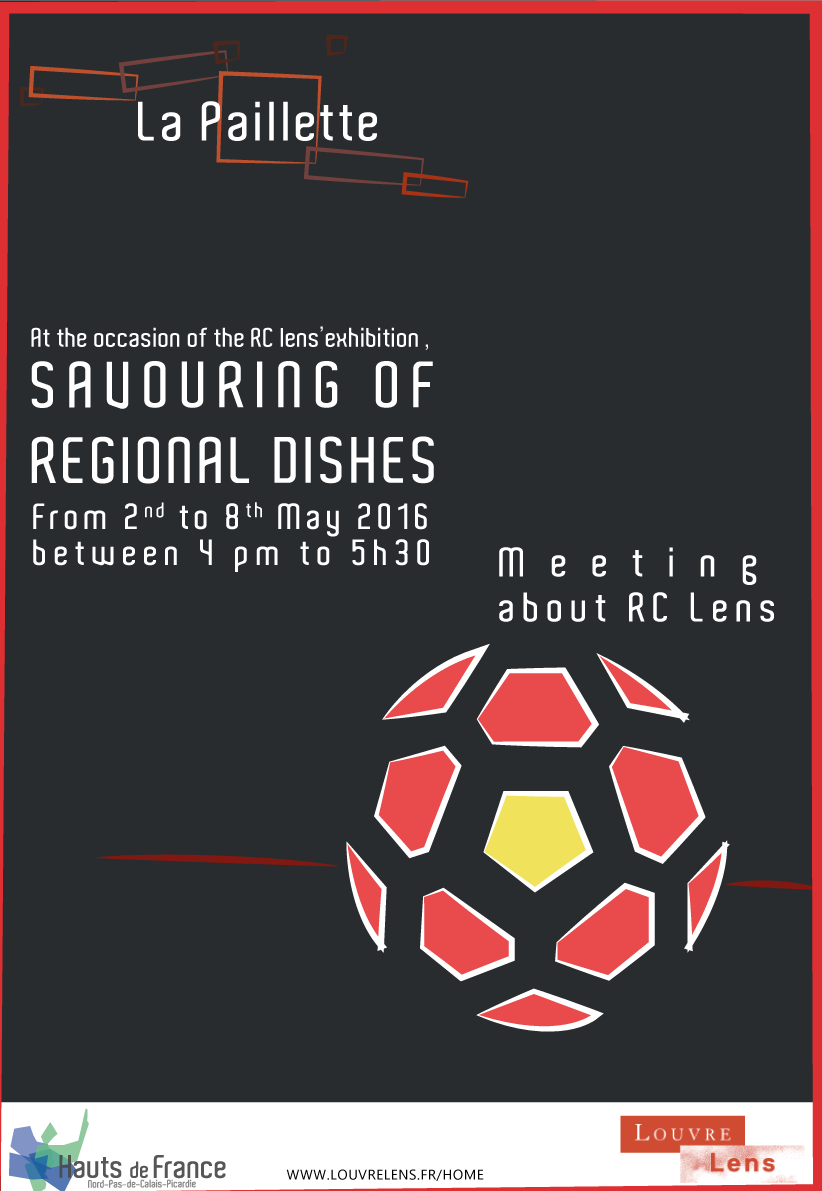 La Paillette
At the occasion of the RC lens'exhibition ,
SAVOURING OF
REGIONAL DISHES
From 2nd to 8th May 2016
between 4 pm to 5h30
Meeting
about RC Lens
Hauts de France
Nord-Pas-de-Calais-Picardie
WWW.LOUVRELENS.FR/HOME
LOUVRE
Lens